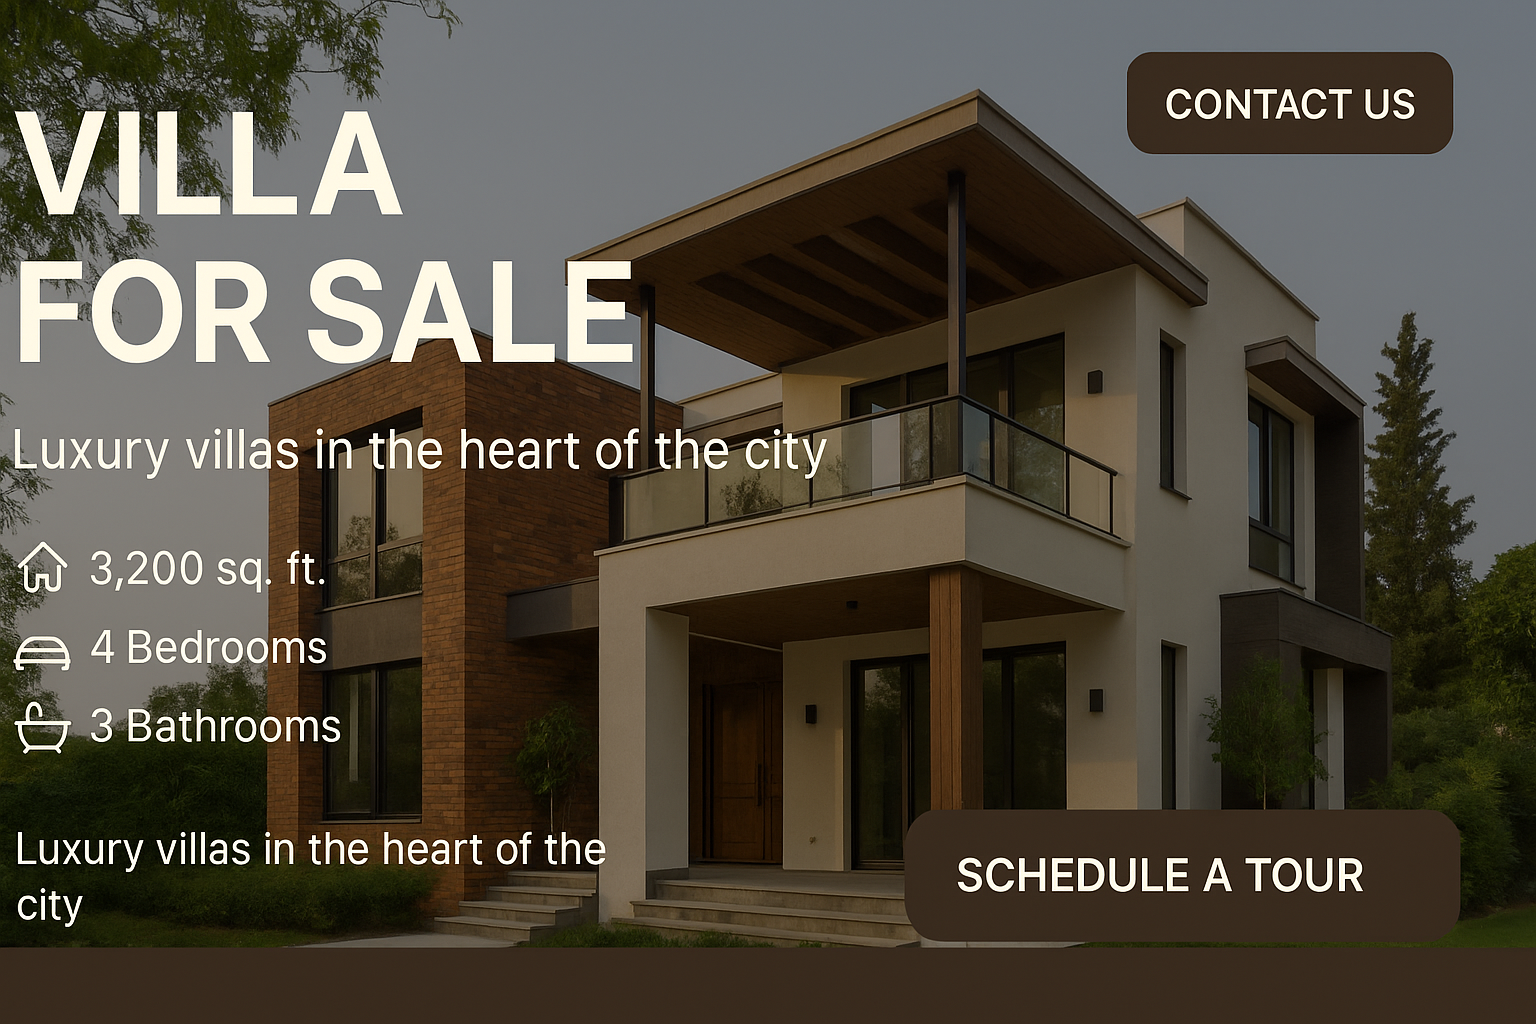 CONTACT US
VILLA
FOR SALE
Luxury villas in the heart of the city
3,200 sq. ft.
4 Bedrooms
3 Bathrooms
Luxury villas in the heart of the
city
SCHEDULE A TOUR